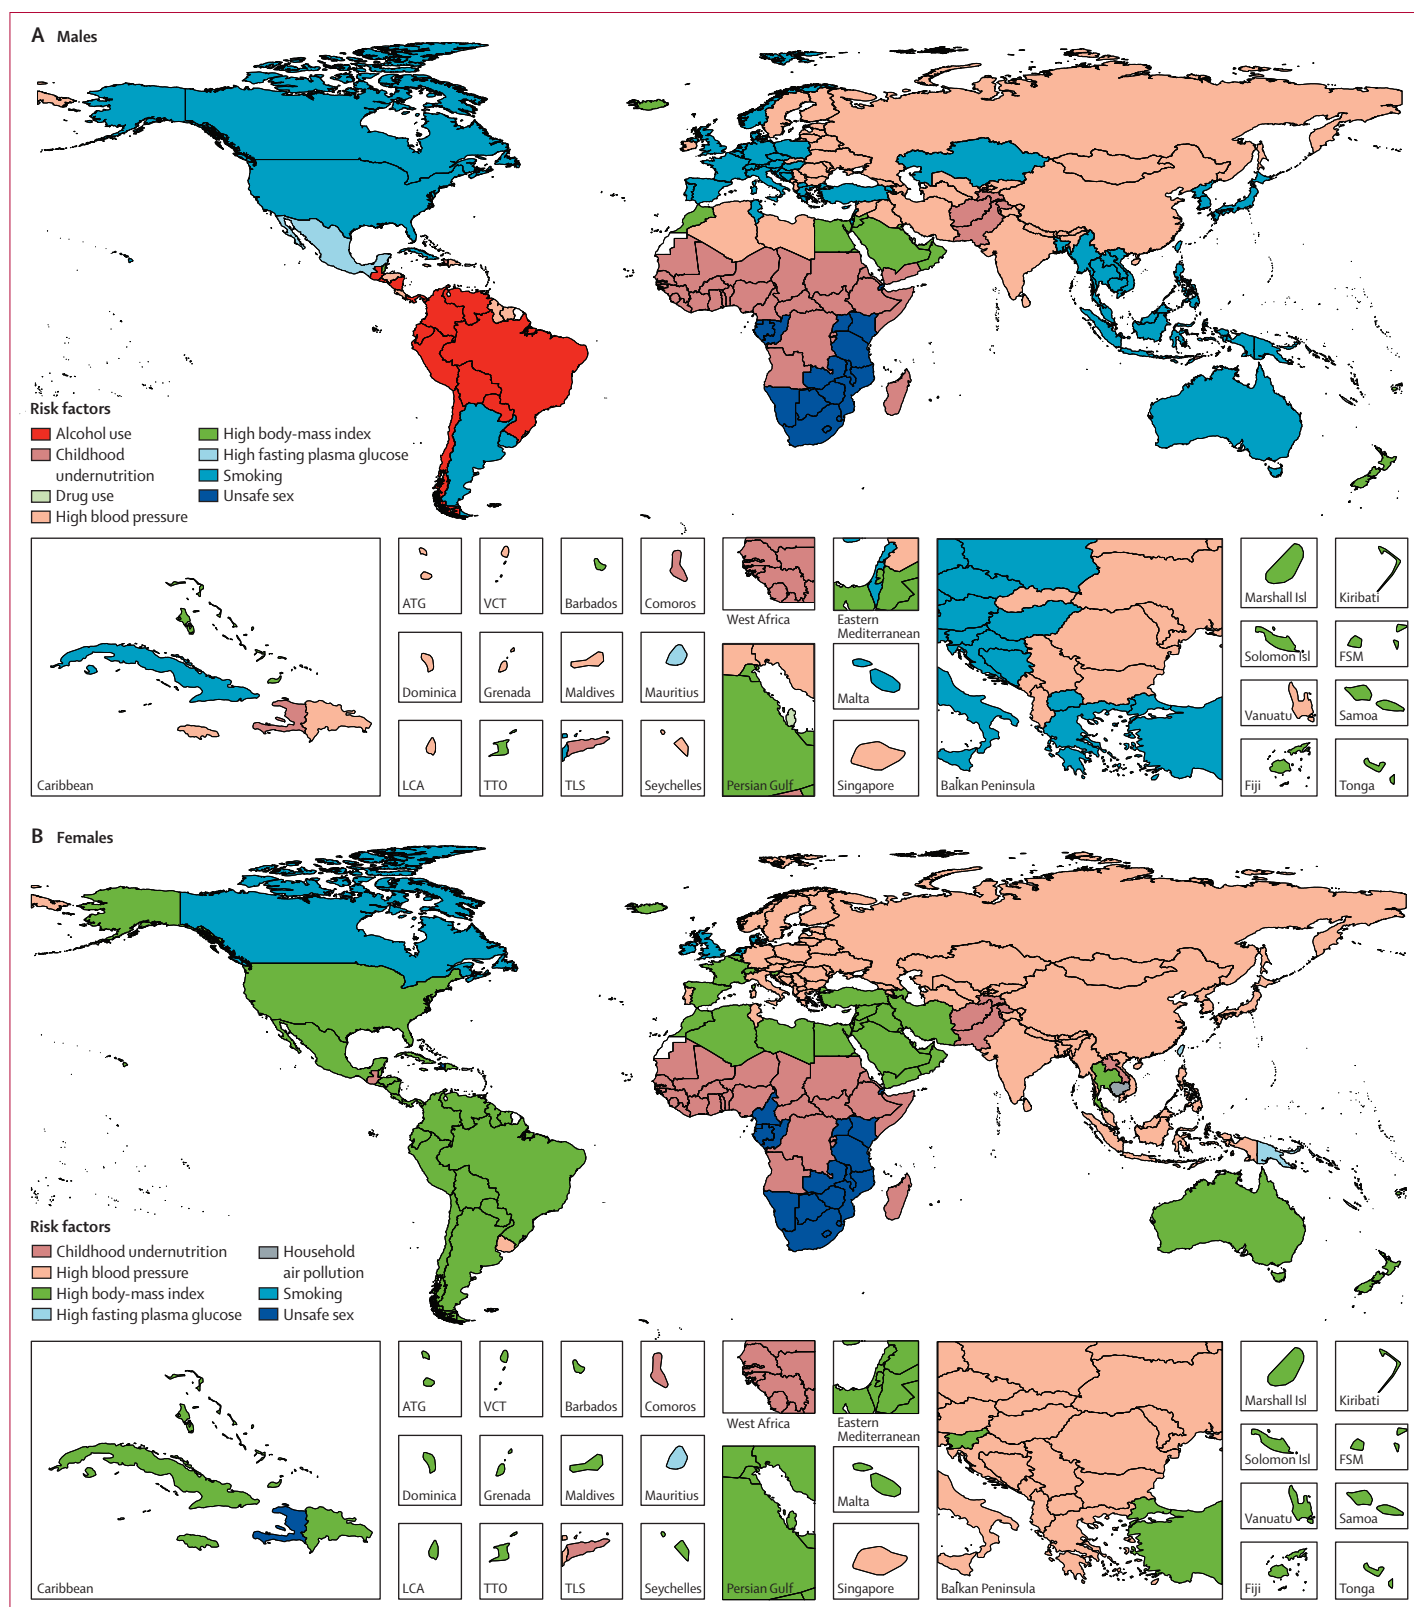 A Males
Risk factors
Alcohol use
Childhood
undernutrition
Drug use
High blood pressure
High body-mass index
High fasting plasma glucose
Smoking
Unsafe sex
Caribbean
ATG
VCT
Barbados
Comoros
Dominica
Grenada
Maldives
Mauritius
LCA
TTO
TLS
Seychelles
West Africa
Eastern
Mediterranean
Persian Gulf
Malta
Singapore
Balkan Peninsula
Marshall Isl
Kiribati
Solomon Isl
FSM
Vanuatu
Samoa
Fiji
Tonga
B Females
Risk factors
Childhood undernutrition
High blood pressure
High body-mass index
High fasting plasma glucose
Household
air pollution
Smoking
Unsafe sex
Caribbean
ATG
VCT
Barbados
Comoros
Dominica
Grenada
Maldives
Mauritius
LCA
TTO
TLS
Seychelles
West Africa
Eastern
Mediterranean
Persian Gulf
Malta
Singapore
Balkan Peninsula
Marshall Isl
Kiribati
Solomon Isl
FSM
Vanuatu
Samoa
Fiji
Tonga